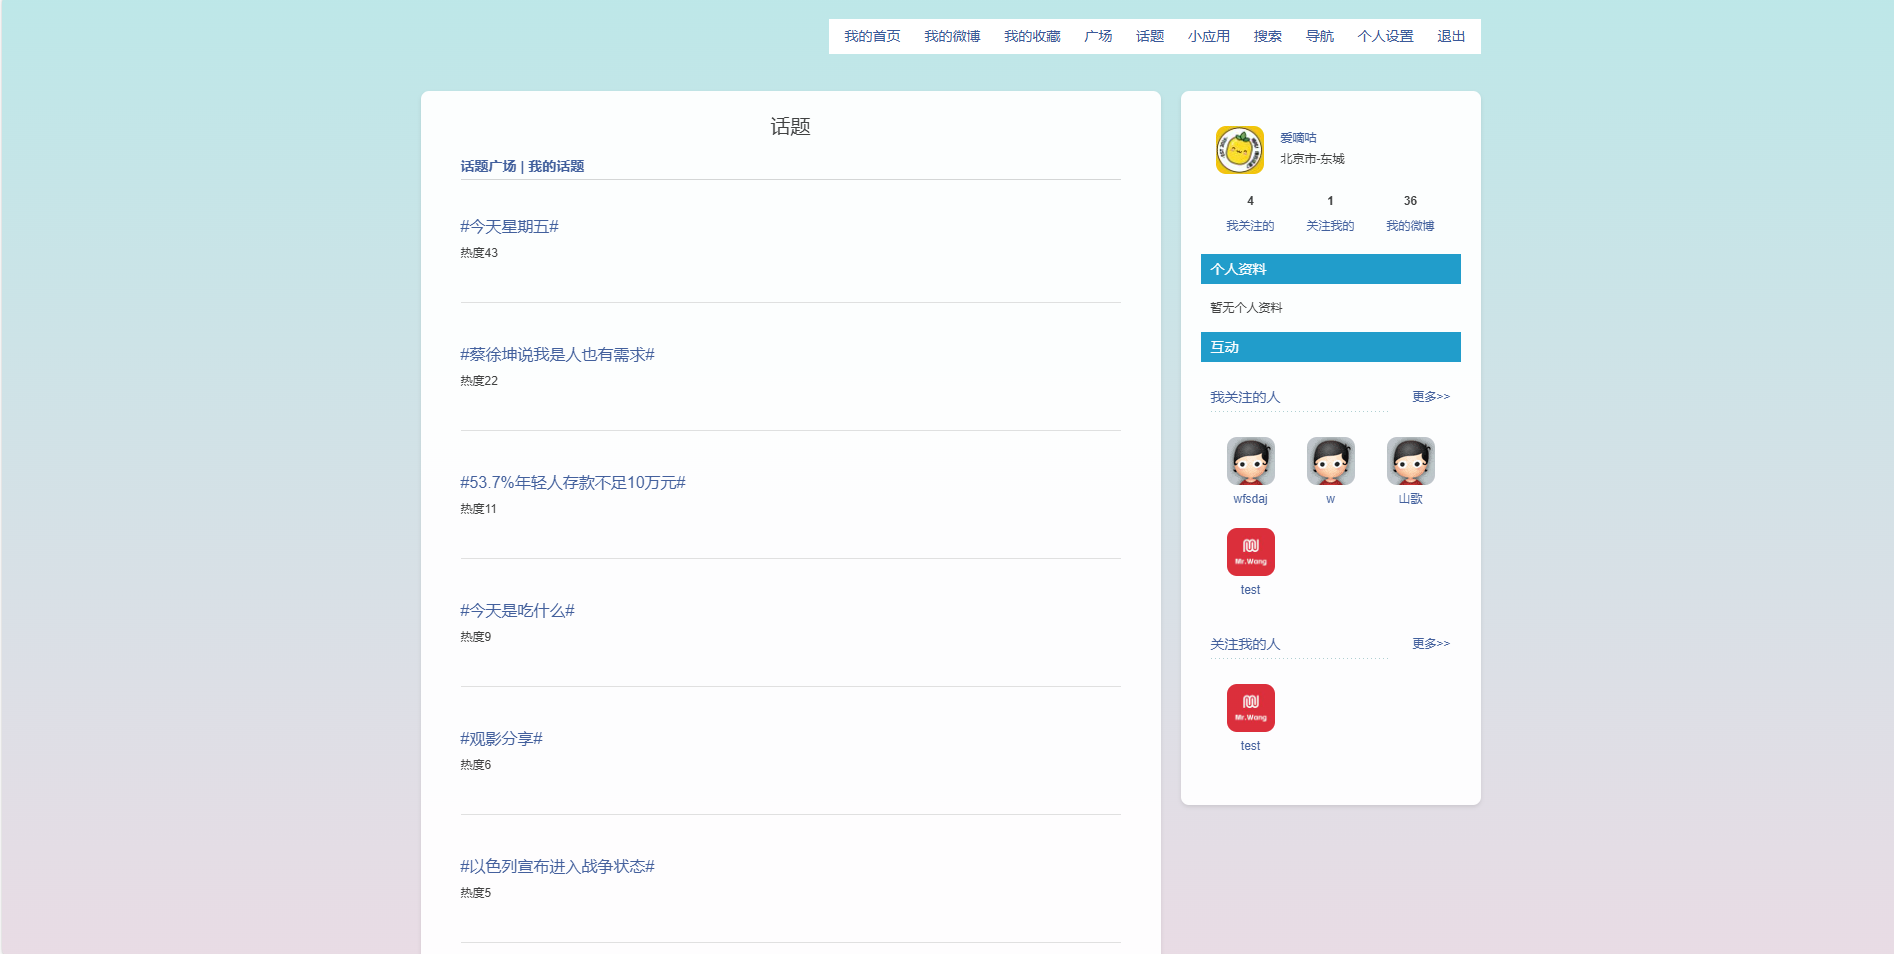 我的首页 我的微博 我的收藏 广场 话题 小应用 搜索 导航 个人设置 退出
话题
话题广场 | 我的话题
#今天星期五#
热度43
#蔡徐坤说我是人也有需求#
热度22
#53.7%年轻人存款不足10万元#
热度11
#今天是吃什么#
热度9
#观影分享#
热度6
#以色列宣布进入战争状态#
热度5
爱嘀咕
北京市-东城
4 1 36
我关注的 关注我的 我的微博
个人资料
暂无个人资料
互动
我关注的人 更多>>
wfsdaj w 山歌
Mr.Wang
test
关注我的人 更多>>
Mr.Wang
test